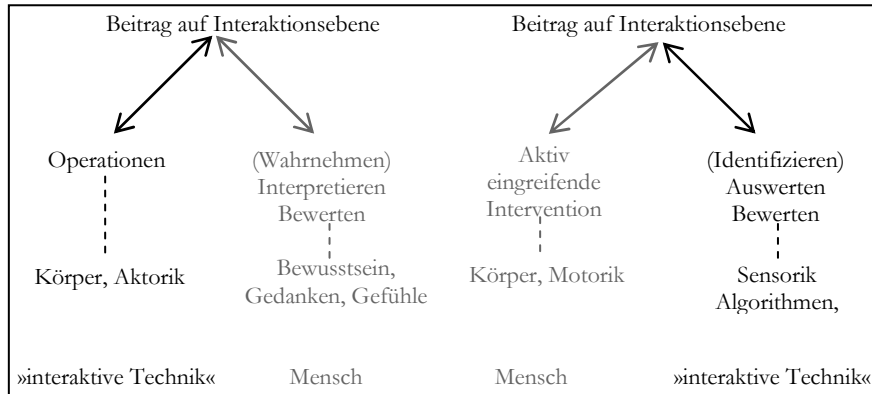 Beitrag auf Interaktionsebene
Beitrag auf Interaktionsebene
Operationen
(Wahrnehmen)
Interpretieren
Bewerten
Aktiv
eingreifende
Intervention
(Identifizieren)
Auswerten
Bewerten
Körper, Aktorik
Bewusstsein,
Gedanken, Gefühle
Körper, Motorik
Sensorik
Algorithmen,
»interaktive Technik«
Mensch
Mensch
»interaktive Technik«